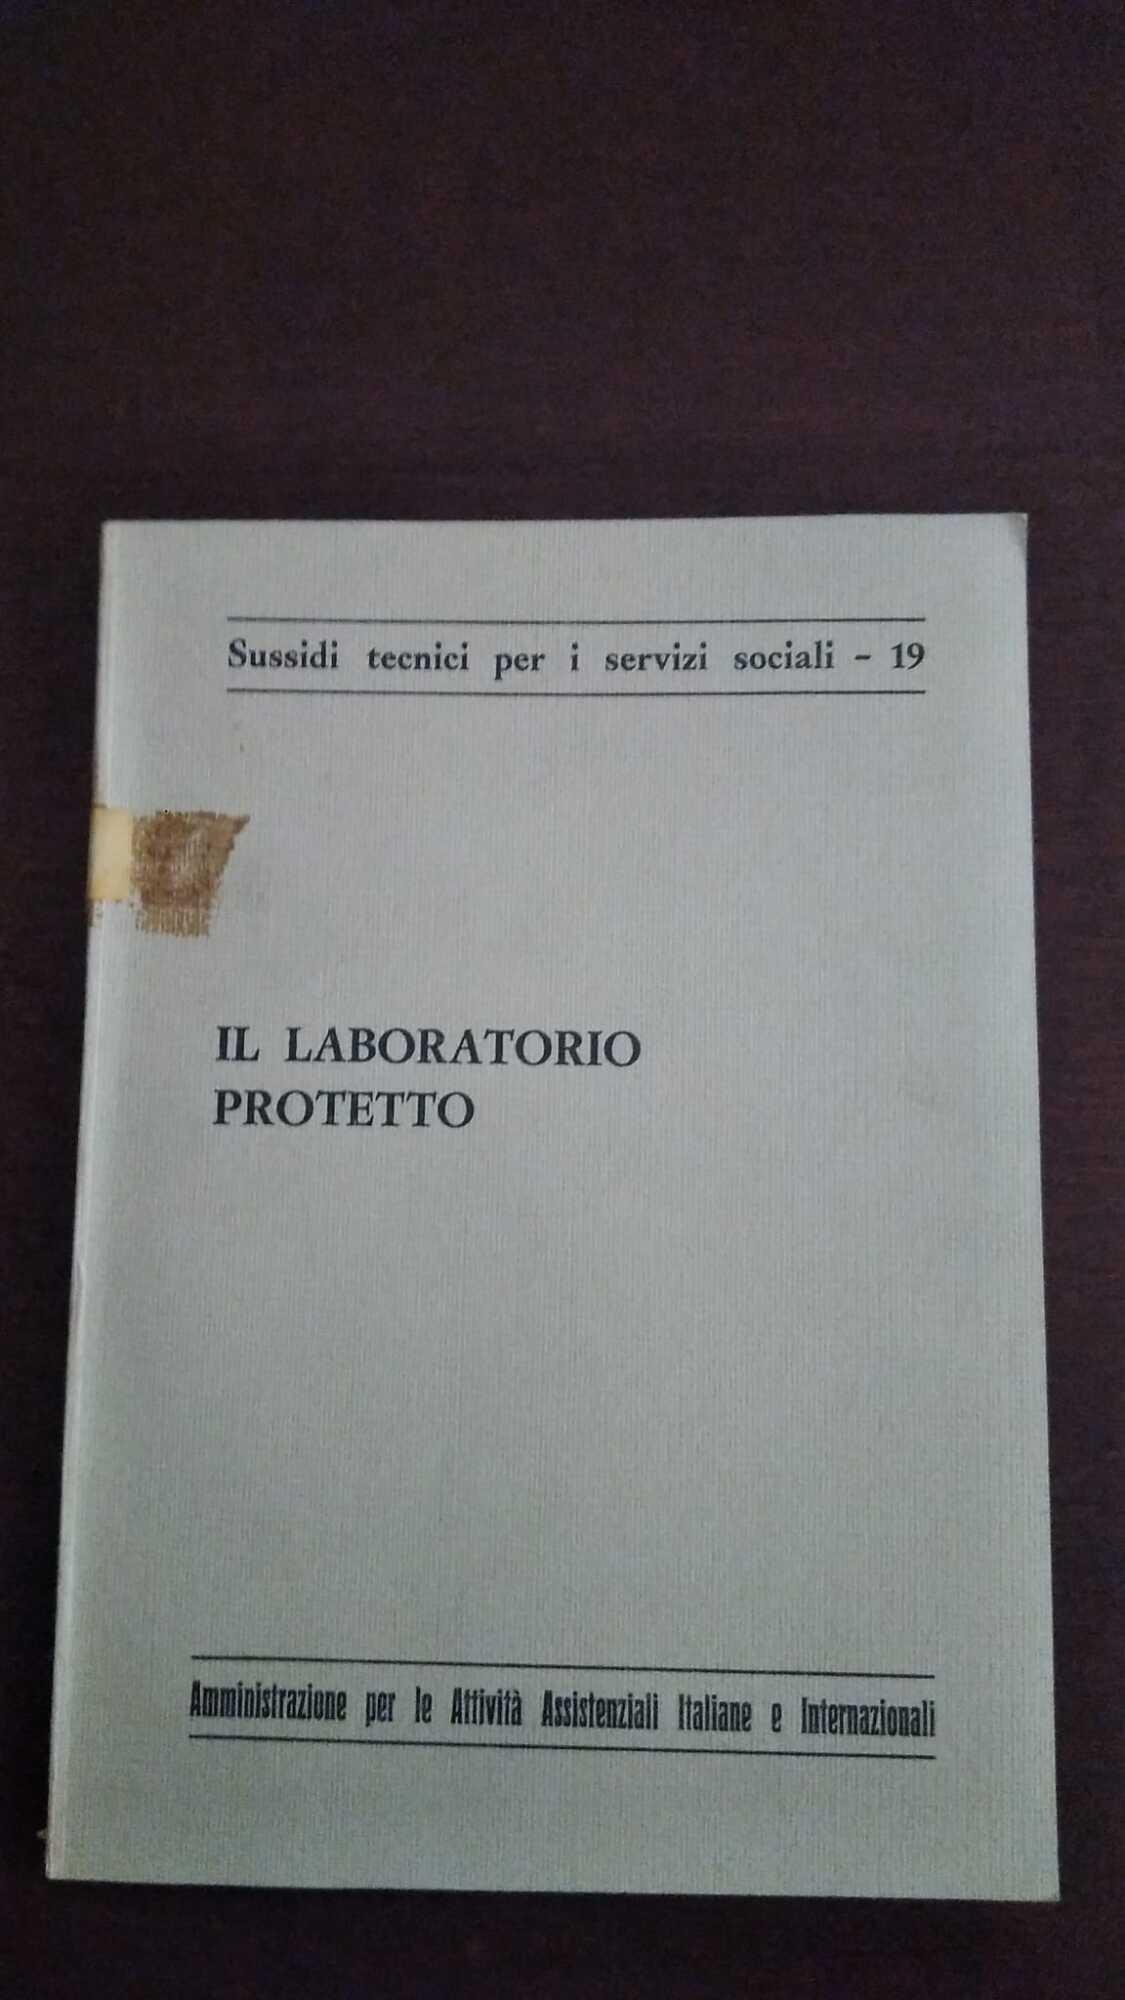 Sussidi tecnici per i servizi sociali - 19
IL LABORATORIO
PROTETTO
Amministrazione per le Attività Assistenziali Italiane e Internazionali